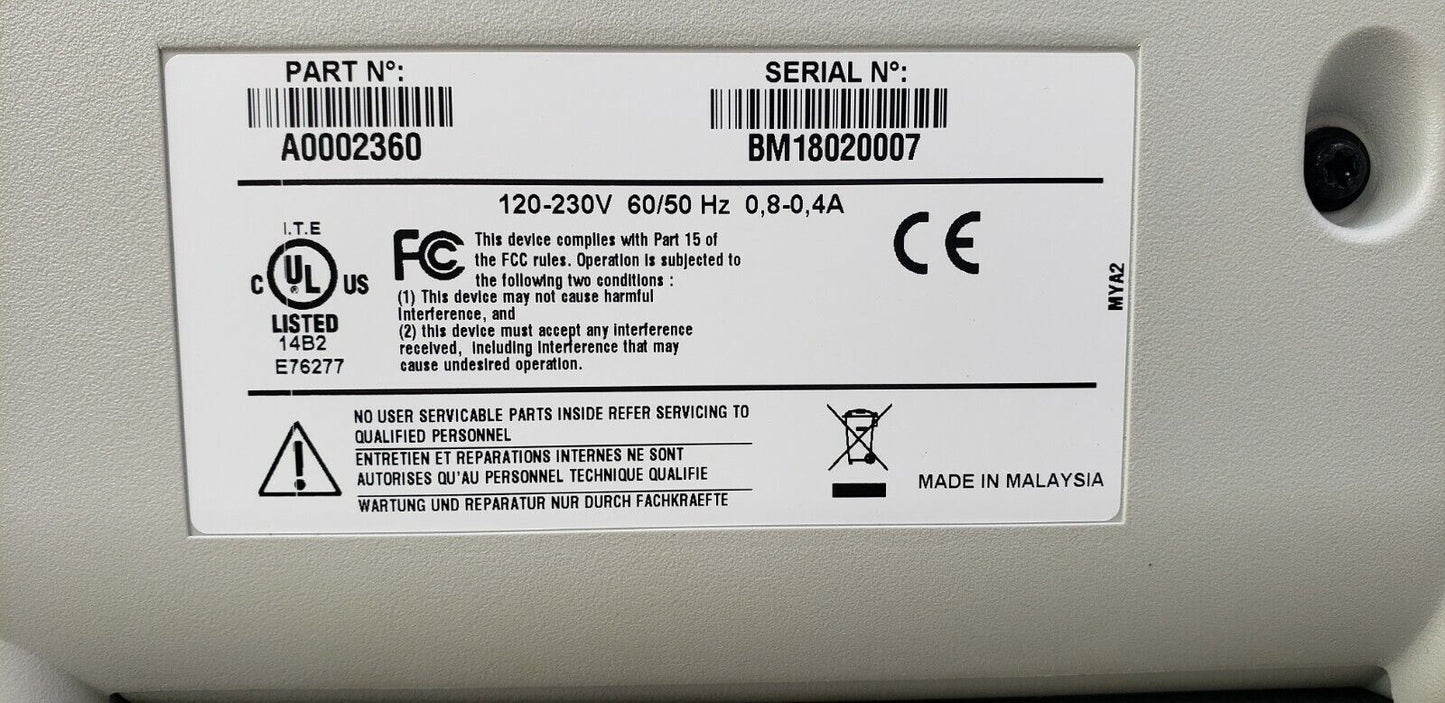 PART N°:
A0002360
SERIAL N°:
BM18020007
120-230V 60/50 Hz 0,8-0,4A
I.T.E
C UL ® US
LISTED
14B2
E76277
FC This device complies with Part 15 of
the FCC rules. Operation is subjected to
the following two conditions :
(1) This device may not cause harmful
Interference, and
(2) this device must accept any interference
received, including Interference that may
cause undesired operation.
CE
MYA2
NO USER SERVICABLE PARTS INSIDE REFER SERVICING TO
QUALIFIED PERSONNEL
ENTRETIEN ET REPARATIONS INTERNES NE SONT
AUTORISES QU'AU PERSONNEL TECHNIQUE QUALIFIE
WARTUNG UND REPARATUR NUR DURCH FACHKRAEFTE
MADE IN MALAYSIA